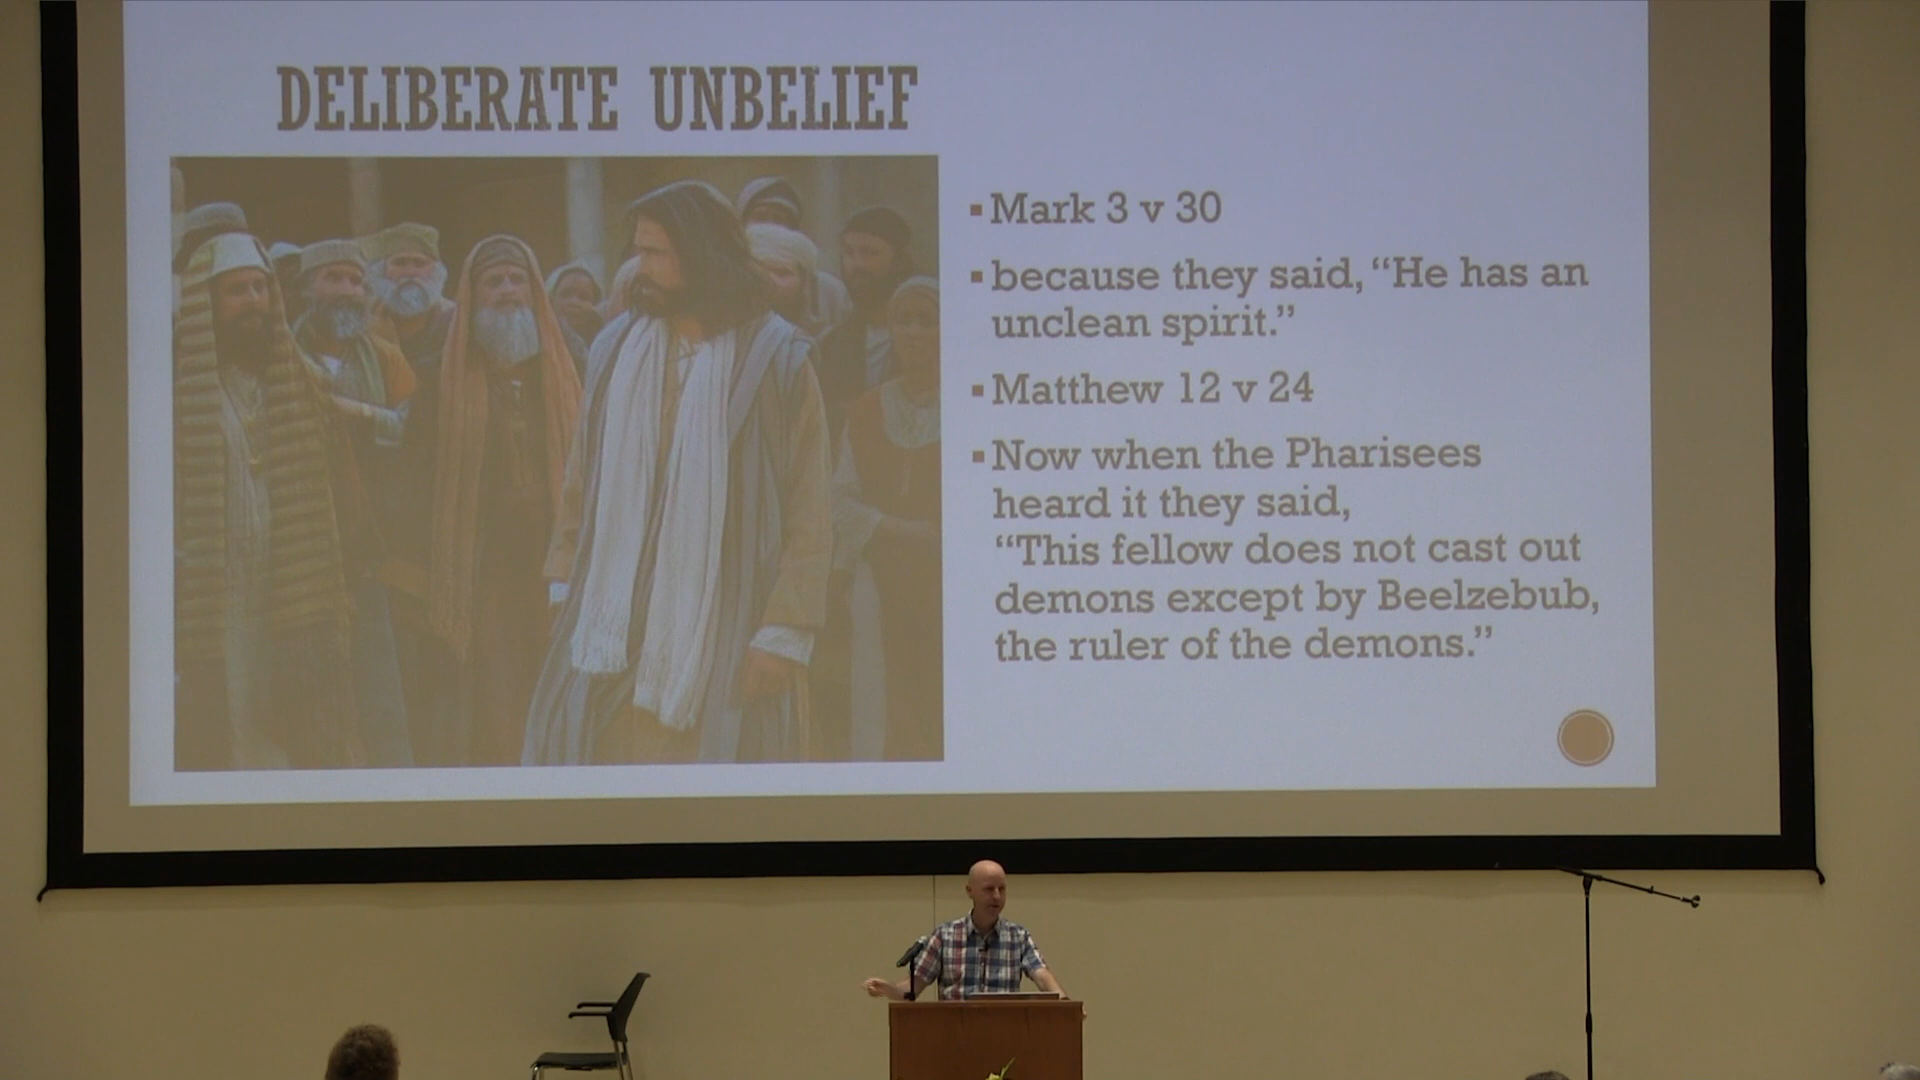 DELIBERATE UNBELIEF
▪ Mark 3 v 30
▪ because they said, “He has an
unclean spirit.”
▪ Matthew 12 v 24
▪ Now when the Pharisees
heard it they said,
“This fellow does not cast out
demons except by Beelzebub,
the ruler of the demons.”